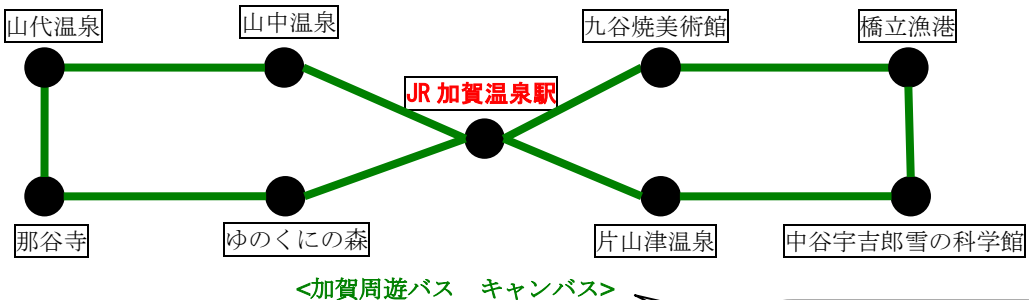 山代温泉
山中温泉
九谷焼美術館
橋立漁港
JR 加賀温泉駅
那谷寺
ゆのくにの森
片山津温泉
中谷宇吉郎雪の科学館
<加賀周遊バス　キャンバス>